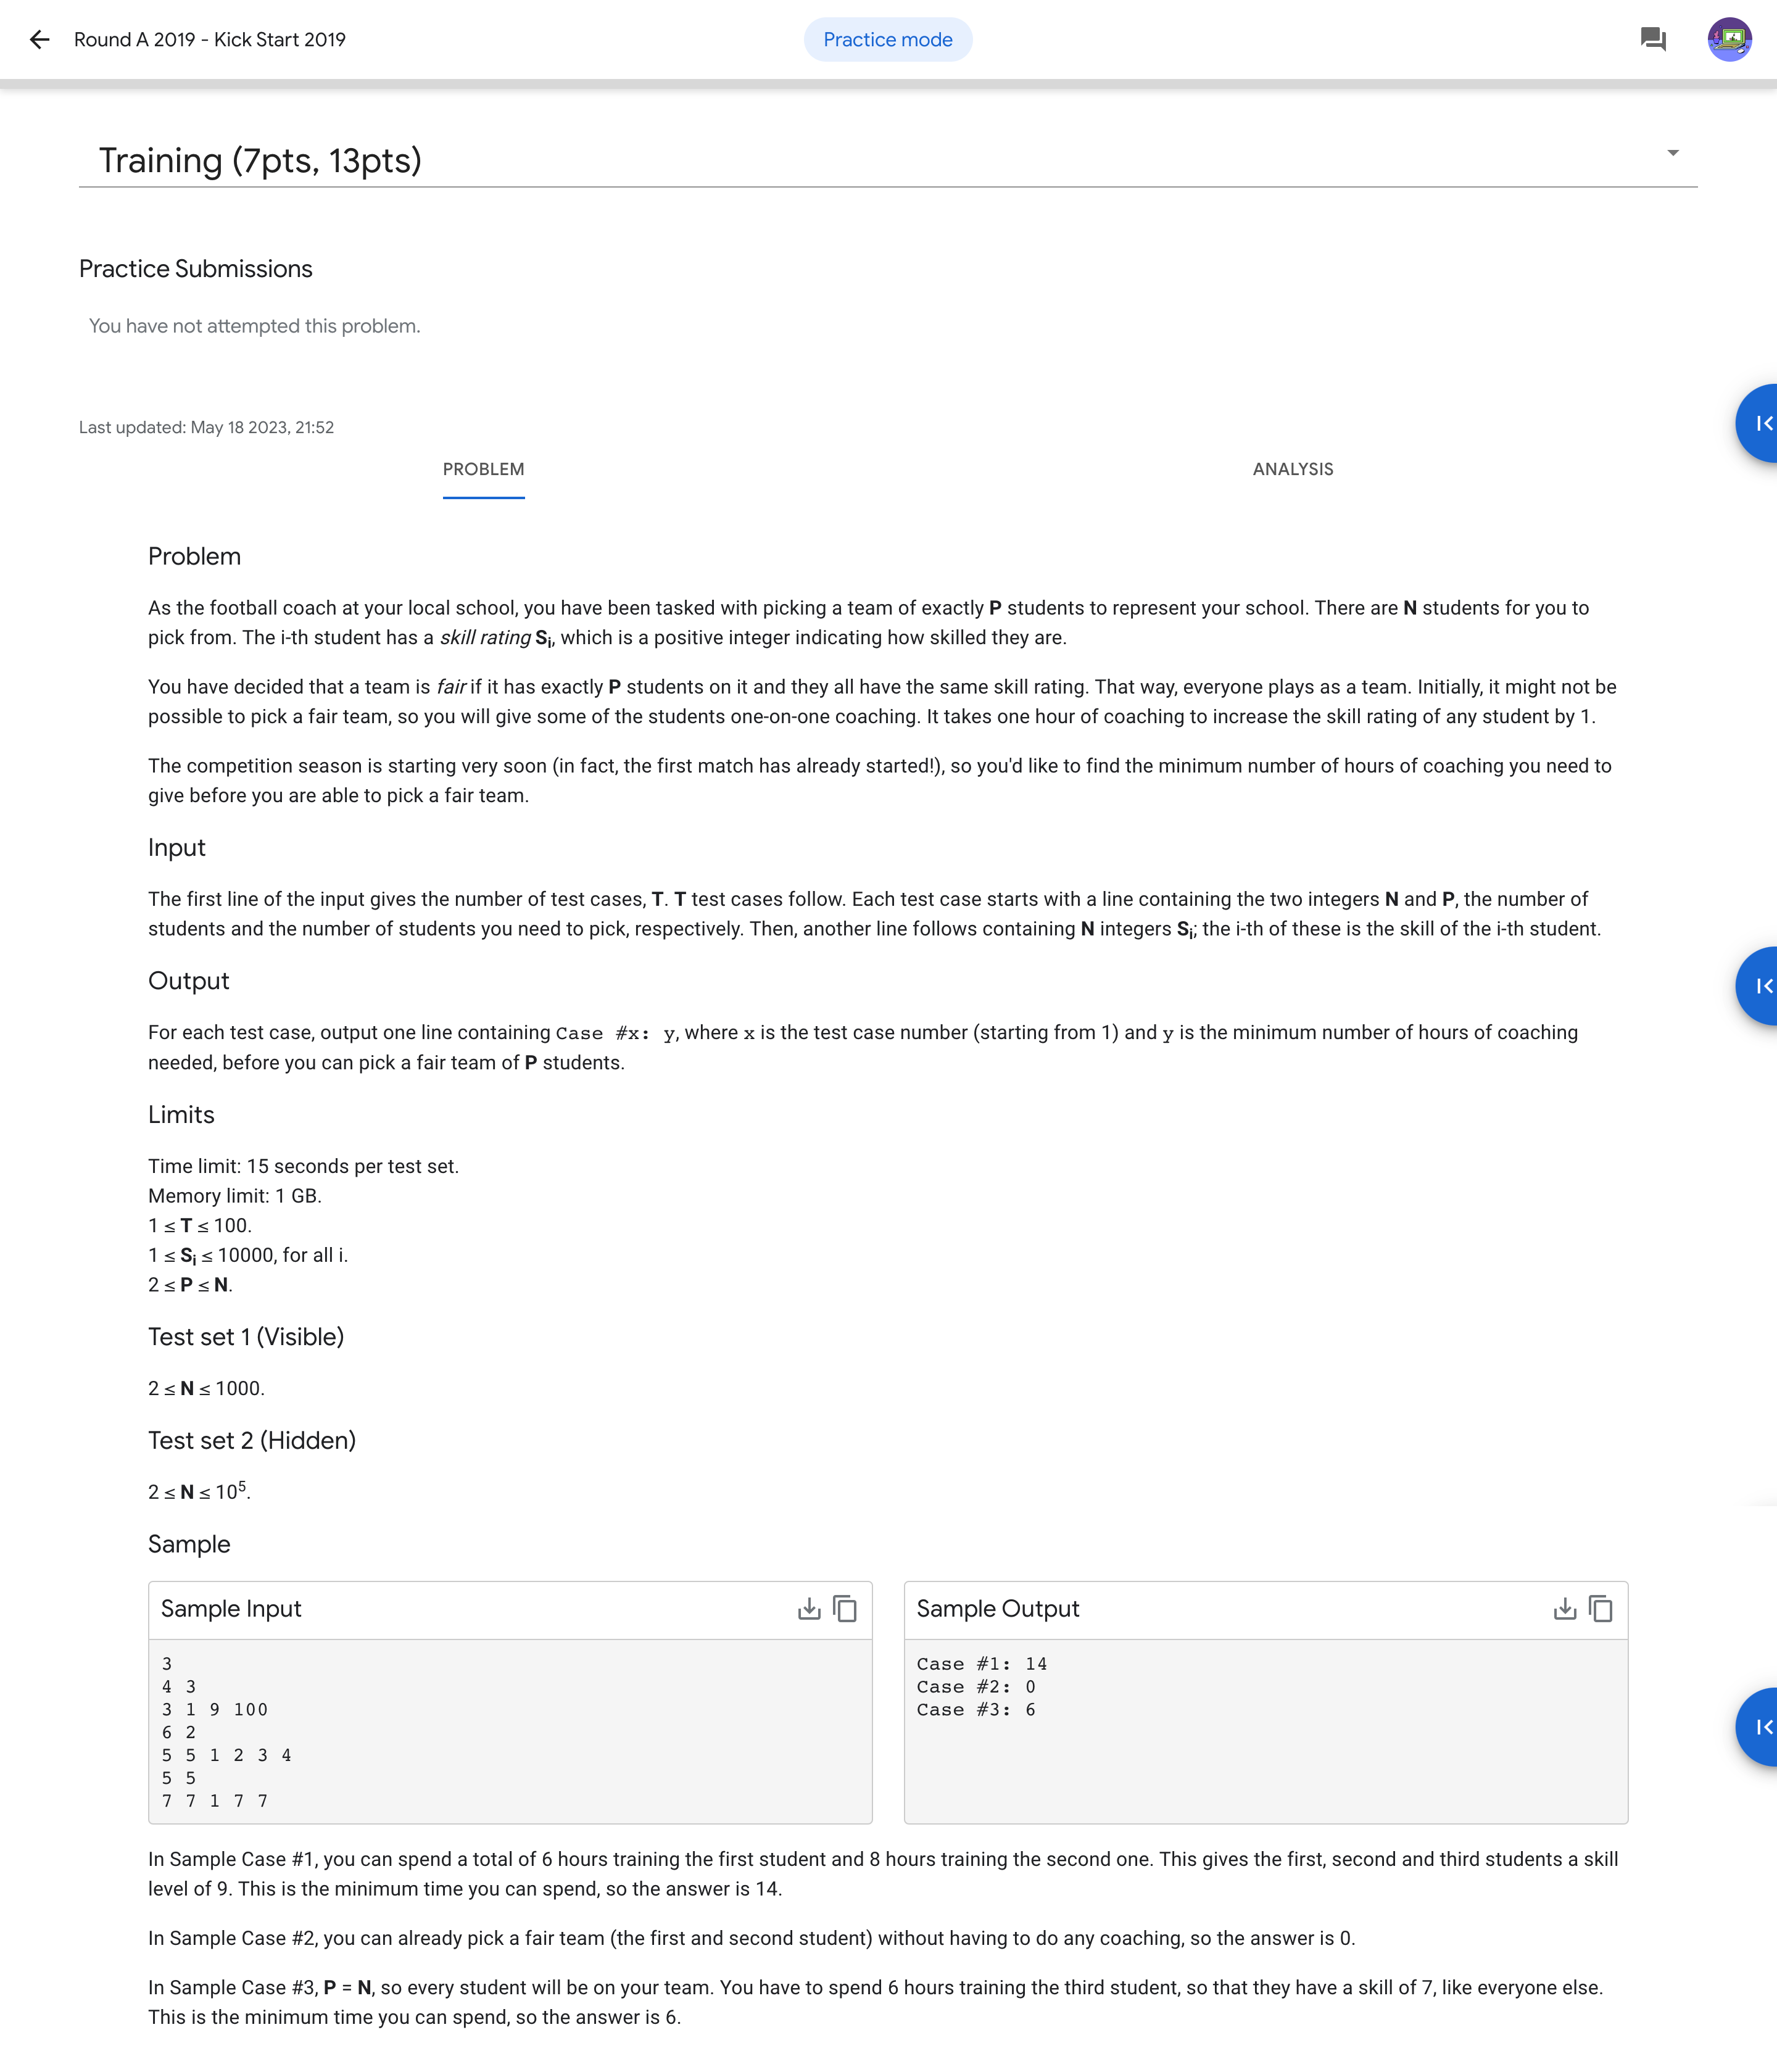 Round A 2019 - Kick Start 2019
Practice mode
Training (7pts, 13pts)
Practice Submissions
You have not attempted this problem.
Last updated: May 18 2023, 21:52
PROBLEM
ANALYSIS
Problem
As the football coach at your local school, you have been tasked with picking a team of exactly P students to represent your school. There are N students for you to
pick from. The i-th student has a skill rating Si, which is a positive integer indicating how skilled they are.
You have decided that a team is fair if it has exactly P students on it and they all have the same skill rating. That way, everyone plays as a team. Initially, it might not be
possible to pick a fair team, so you will give some of the students one-on-one coaching. It takes one hour of coaching to increase the skill rating of any student by 1.
The competition season is starting very soon (in fact, the first match has already started!), so you'd like to find the minimum number of hours of coaching you need to
give before you are able to pick a fair team.
Input
The first line of the input gives the number of test cases, T. T test cases follow. Each test case starts with a line containing the two integers N and P, the number of
students and the number of students you need to pick, respectively. Then, another line follows containing N integers Si; the i-th of these is the skill of the i-th student.
Output
For each test case, output one line containing Case #x: y, where x is the test case number (starting from 1) and y is the minimum number of hours of coaching
needed, before you can pick a fair team of P students.
Limits
Time limit: 15 seconds per test set.
Memory limit: 1 GB.
1 ≤ T ≤ 100.
1 ≤ Si ≤ 10000, for all i.
2 ≤ P ≤ N.
Test set 1 (Visible)
2 ≤ N ≤ 1000.
Test set 2 (Hidden)
2 ≤ N ≤ 10⁵.
Sample
Sample Input
3
4 3
3 1 9 100
6 2
5 5 1 2 3 4
5 5
7 7 1 7 7
Sample Output
Case #1: 14
Case #2: 0
Case #3: 6
In Sample Case #1, you can spend a total of 6 hours training the first student and 8 hours training the second one. This gives the first, second and third students a skill
level of 9. This is the minimum time you can spend, so the answer is 14.
In Sample Case #2, you can already pick a fair team (the first and second student) without having to do any coaching, so the answer is 0.
In Sample Case #3, P = N, so every student will be on your team. You have to spend 6 hours training the third student, so that they have a skill of 7, like everyone else.
This is the minimum time you can spend, so the answer is 6.